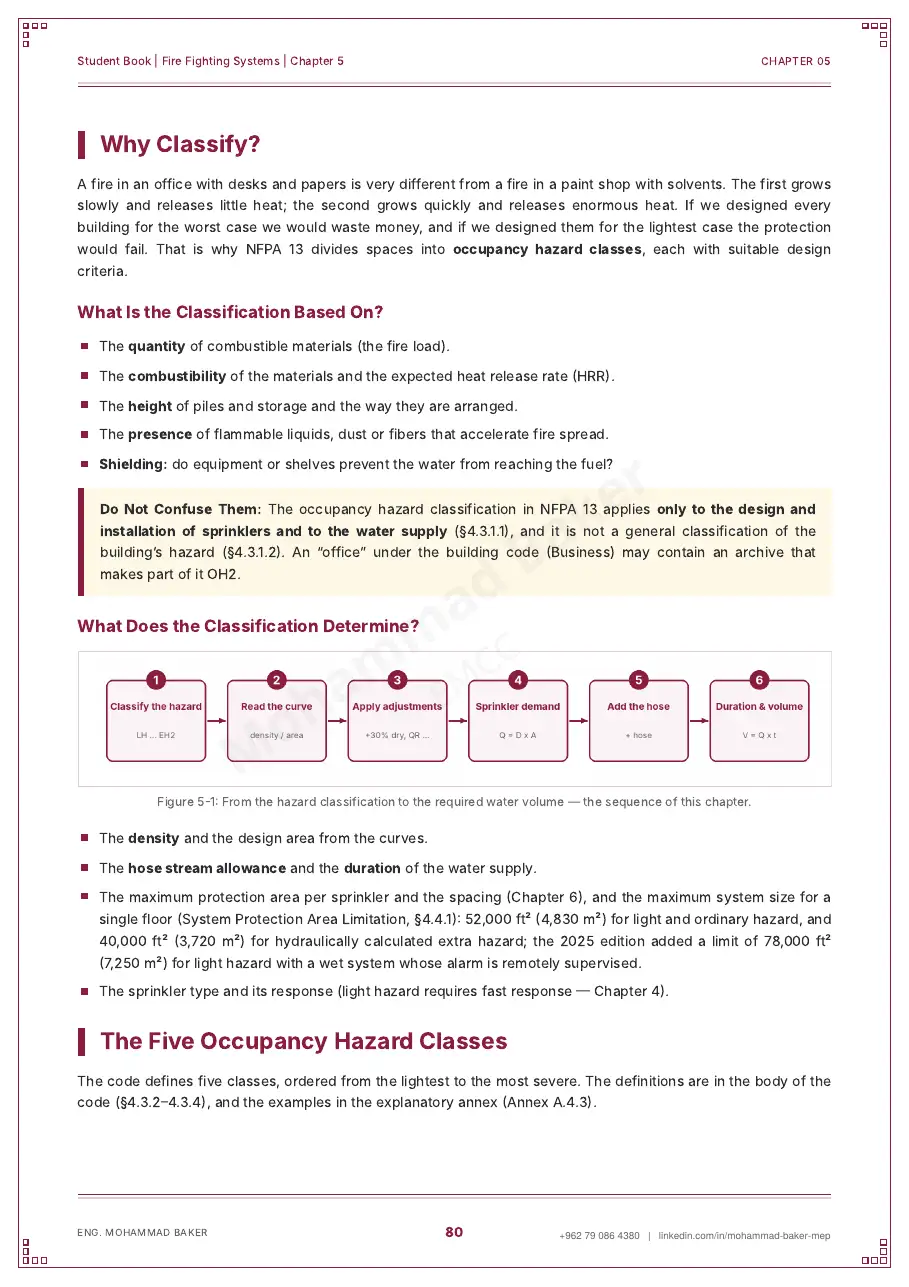 Student Book | Fire Fighting Systems | Chapter 5
CHAPTER 05
Why Classify?
A fire in an office with desks and papers is very different from a fire in a paint shop with solvents. The first grows
slowly and releases little heat; the second grows quickly and releases enormous heat. If we designed every
building for the worst case we would waste money, and if we designed them for the lightest case the protection
would fail. That is why NFPA 13 divides spaces into occupancy hazard classes, each with suitable design
criteria.
What Is the Classification Based On?
The quantity of combustible materials (the fire load).
The combustibility of the materials and the expected heat release rate (HRR).
The height of piles and storage and the way they are arranged.
The presence of flammable liquids, dust or fibers that accelerate fire spread.
Shielding: do equipment or shelves prevent the water from reaching the fuel?
Do Not Confuse Them: The occupancy hazard classification in NFPA 13 applies only to the design and
installation of sprinklers and to the water supply (§4.3.1.1), and it is not a general classification of the
building’s hazard (§4.3.1.2). An “office” under the building code (Business) may contain an archive that
makes part of it OH2.
What Does the Classification Determine?
1
2
3
4
5
6
Classify the hazard
Read the curve
Apply adjustments
Sprinkler demand
Add the hose
Duration & volume
LH ... EH2
density / area
+30% dry, QR ...
Q = D x A
+ hose
V = Q x t
Figure 5-1: From the hazard classification to the required water volume — the sequence of this chapter.
The density and the design area from the curves.
The hose stream allowance and the duration of the water supply.
The maximum protection area per sprinkler and the spacing (Chapter 6), and the maximum system size for a
single floor (System Protection Area Limitation, §4.4.1): 52,000 ft² (4,830 m²) for light and ordinary hazard, and
40,000 ft² (3,720 m²) for hydraulically calculated extra hazard; the 2025 edition added a limit of 78,000 ft²
(7,250 m²) for light hazard with a wet system whose alarm is remotely supervised.
The sprinkler type and its response (light hazard requires fast response — Chapter 4).
The Five Occupancy Hazard Classes
The code defines five classes, ordered from the lightest to the most severe. The definitions are in the body of the
code (§4.3.2–4.3.4), and the examples in the explanatory annex (Annex A.4.3).
Mohammad Baker
ENG. MOHAMMAD BAKER
80
+962 79 086 4380 | linkedin.com/in/mohammad-baker-mep